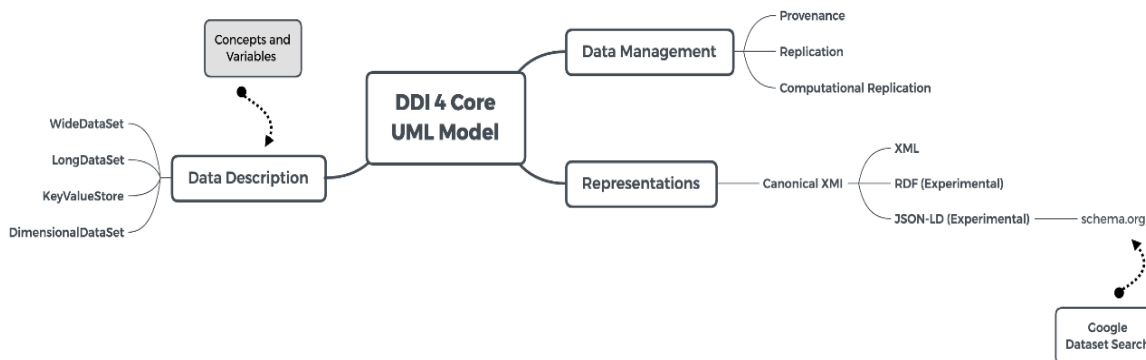 Concepts and
Variables
DDI 4 Core
UML Model
Data Management
Provenance
Replication
Computational Replication
WideDataSet
LongDataSet
KeyValueStore
DimensionalDataSet
Data Description
Representations
Canonical XMI
XML
RDF (Experimental)
JSON-LD (Experimental)
schema.org
Google
Dataset Search